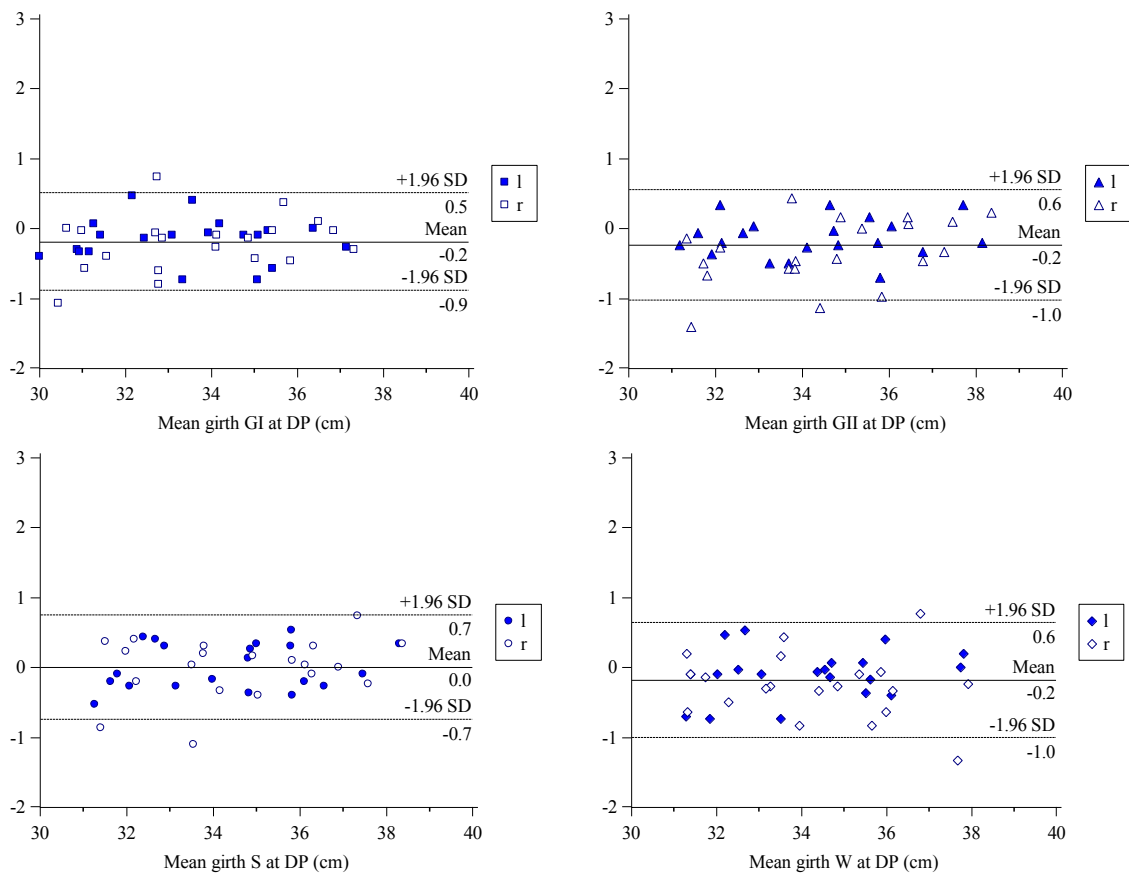 3
2
1
0
-1
-2
+1.96 SD
0.5
Mean
-0.2
-1.96 SD
-0.9
30 32 34 36 38 40
Mean girth GI at DP (cm)
l
r
3
2
1
0
-1
-2
+1.96 SD
0.6
Mean
-0.2
-1.96 SD
-1.0
30 32 34 36 38 40
Mean girth GII at DP (cm)
l
r
3
2
1
0
-1
-2
+1.96 SD
0.7
Mean
0.0
-1.96 SD
-0.7
30 32 34 36 38 40
Mean girth S at DP (cm)
l
r
3
2
1
0
-1
-2
+1.96 SD
0.6
Mean
-0.2
-1.96 SD
-1.0
30 32 34 36 38 40
Mean girth W at DP (cm)
l
r